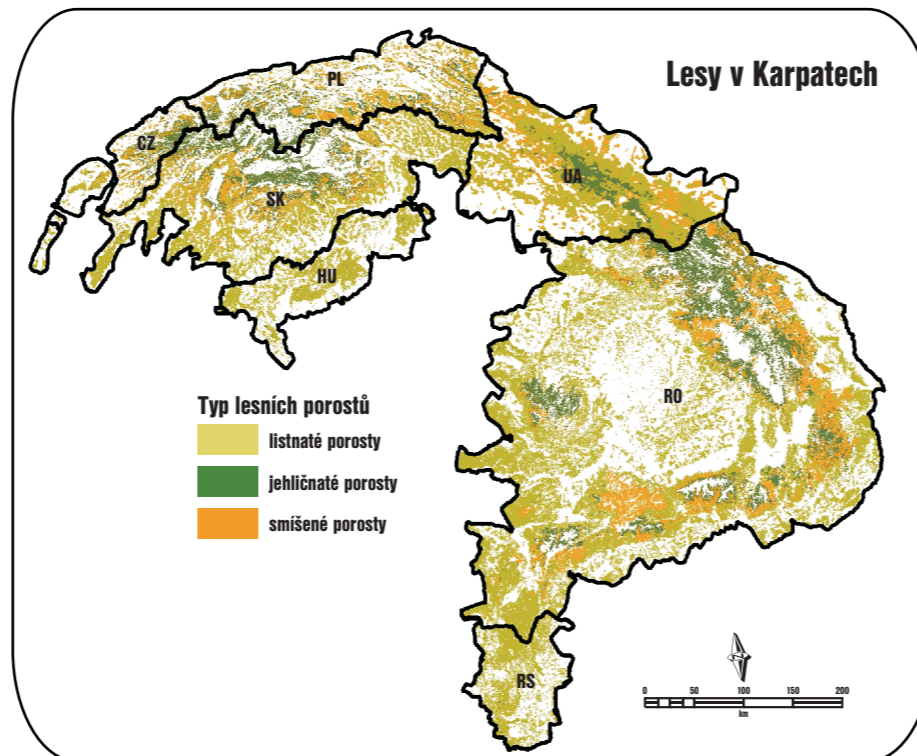 Lesy v Karpatech
PL
CZ
SK
UA
HU
RO
RS
Typ lesních porostů
listnaté porosty
jehličnaté porosty
smíšené porosty
0 50 100 150 200
km